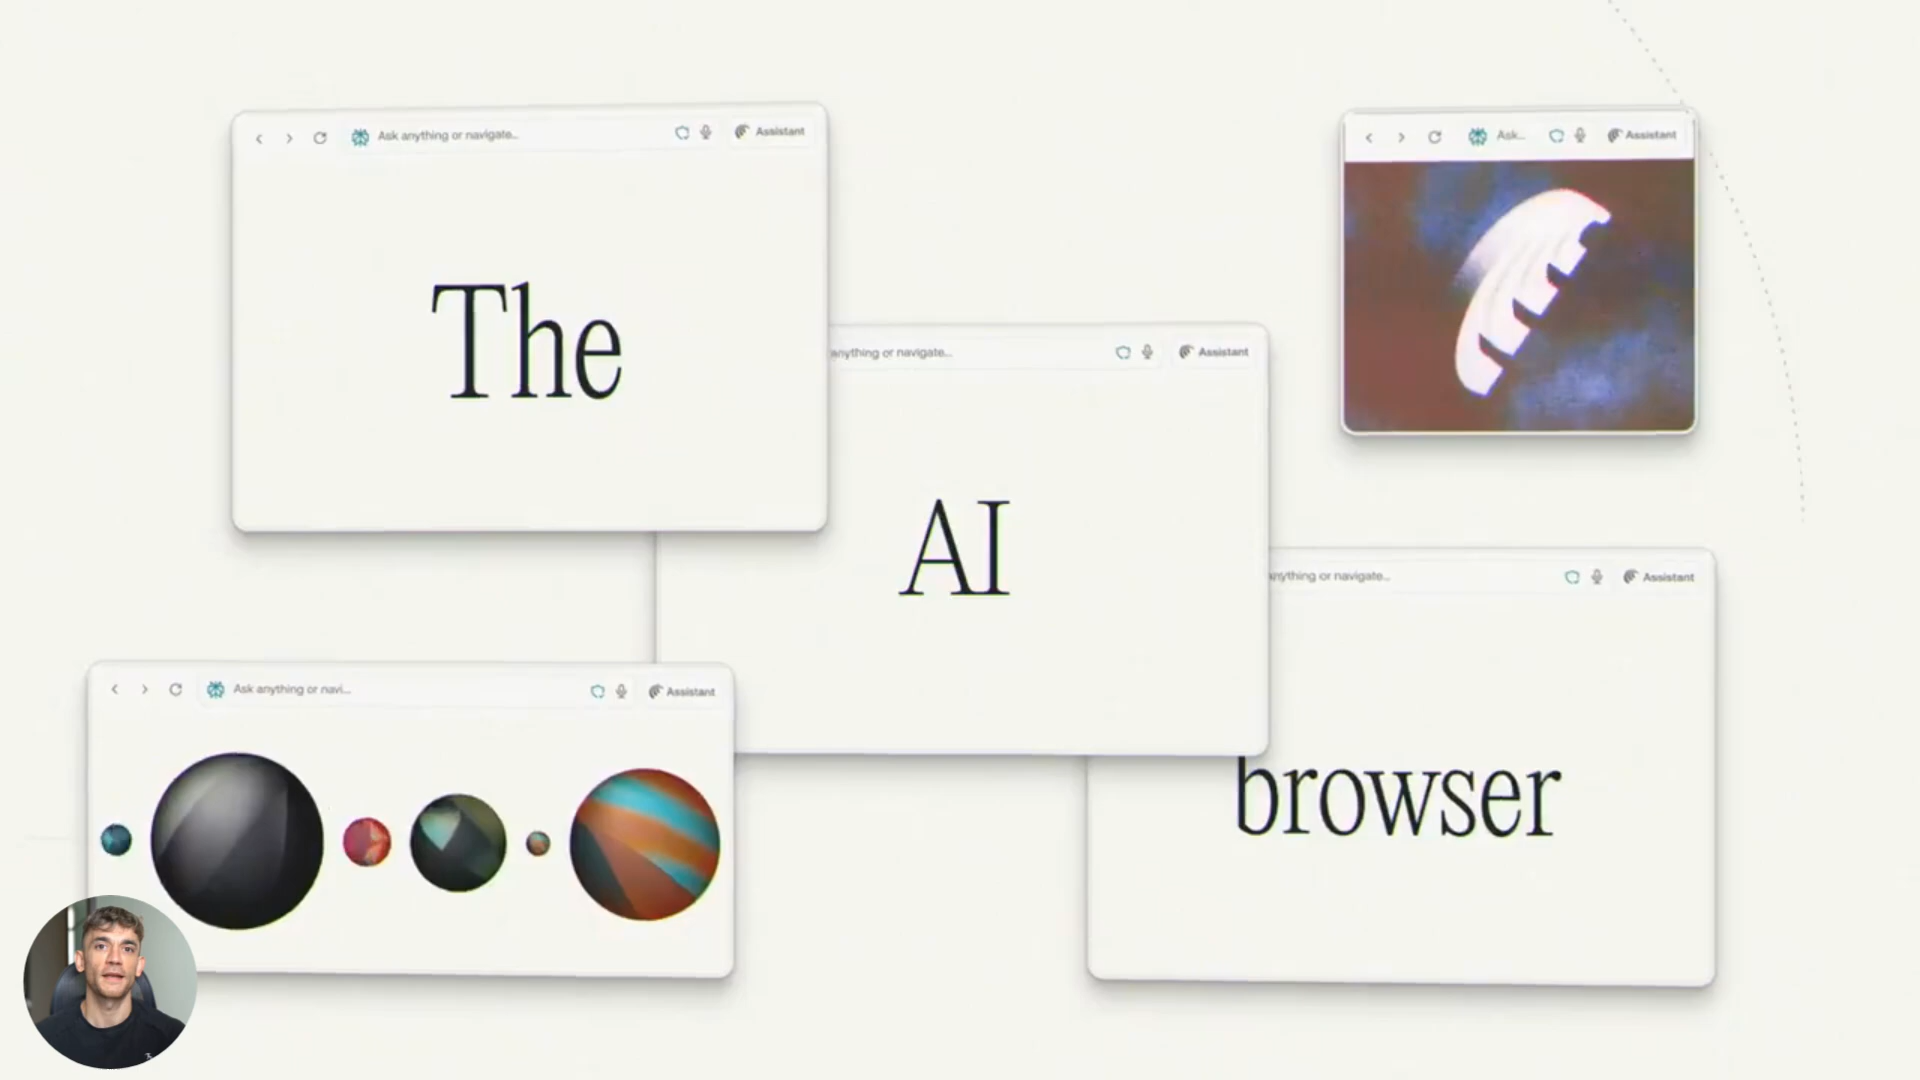 Ask anything or navigate...
Assistant
The
Ask...
Assistant
anything or navigate...
Assistant
AI
anything or navigate...
Assistant
browser
Ask anything or navi...
Assistant